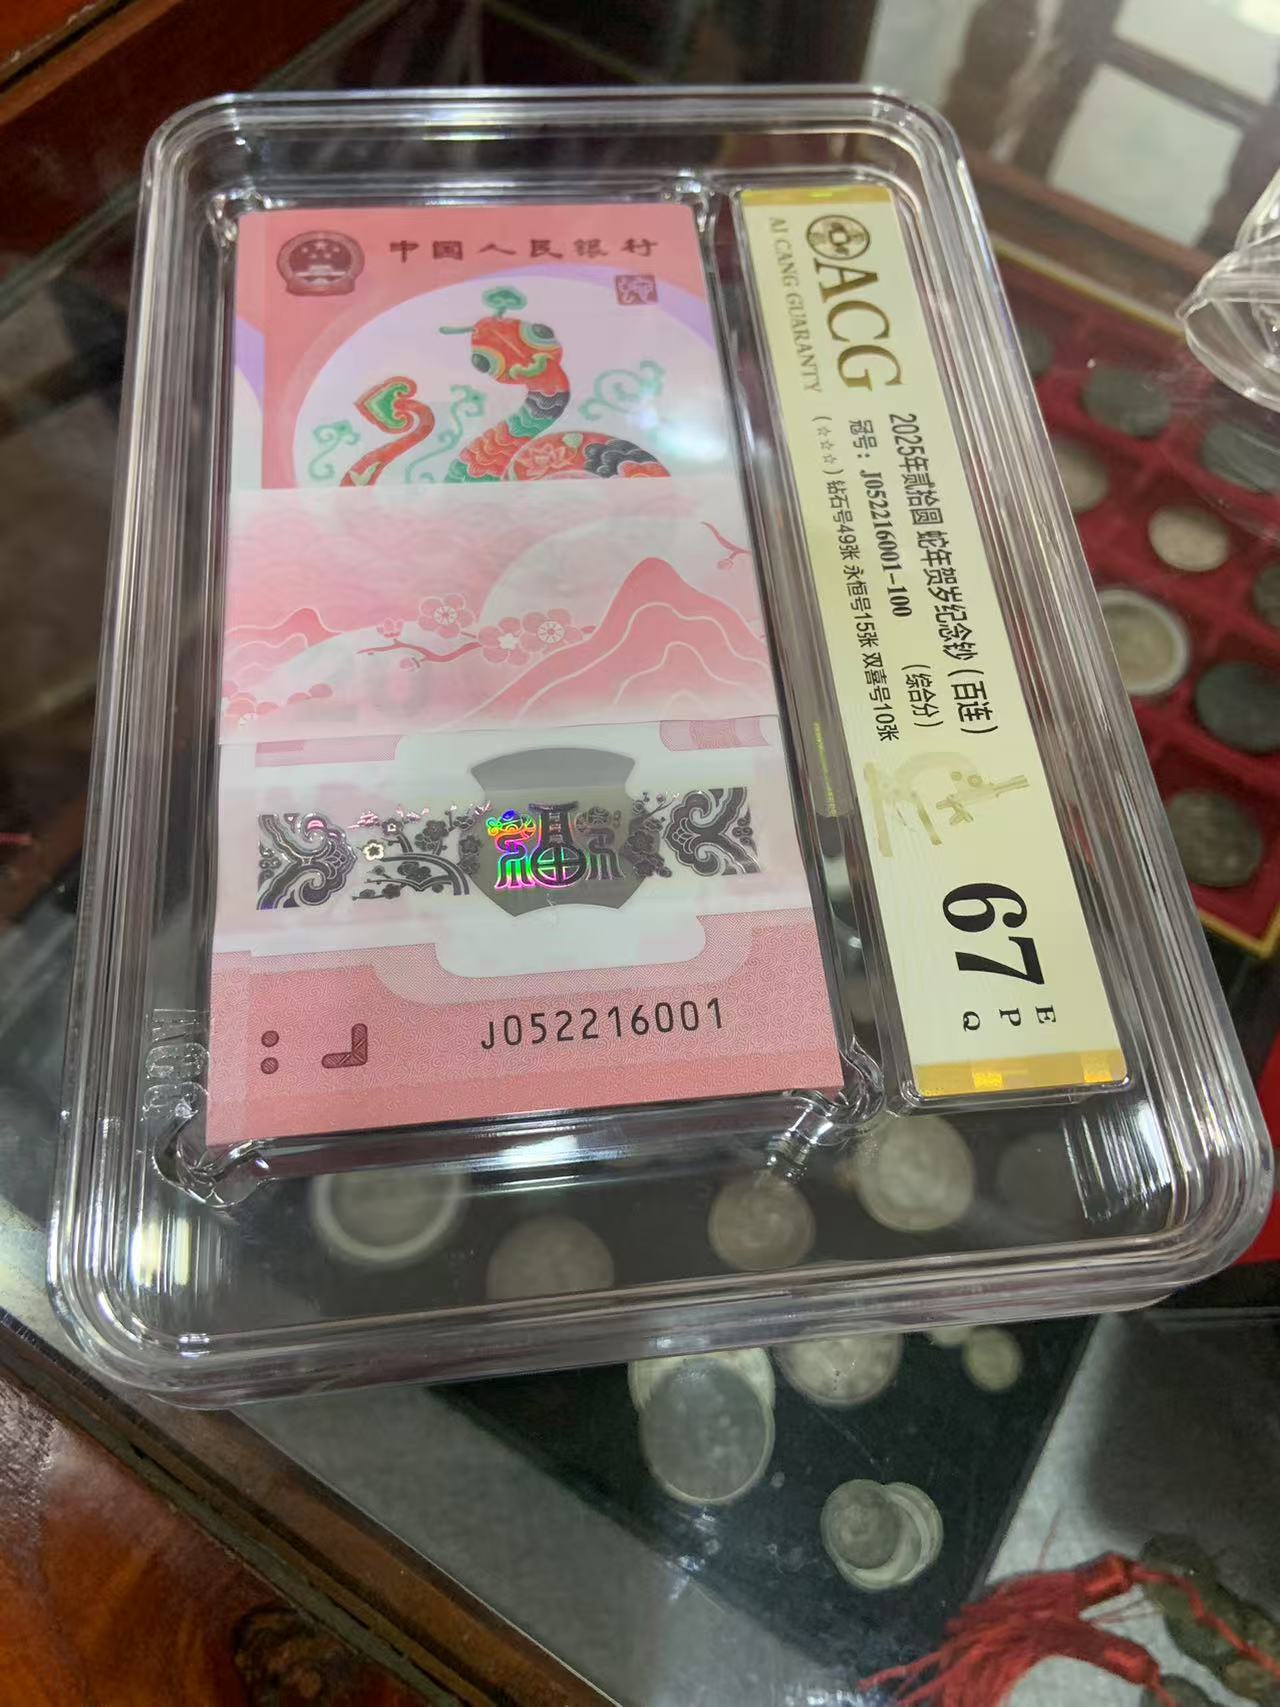 中国人民银行
J052216001
ACG
AI CANG GUARANTY
2025年贰拾圆 蛇年贺岁纪念钞（百连）
冠号：J052216001-100 （综合分）
（☆☆☆）钻石号49张 永恒号15张 双喜号10张
67
E
P
Q
ACG